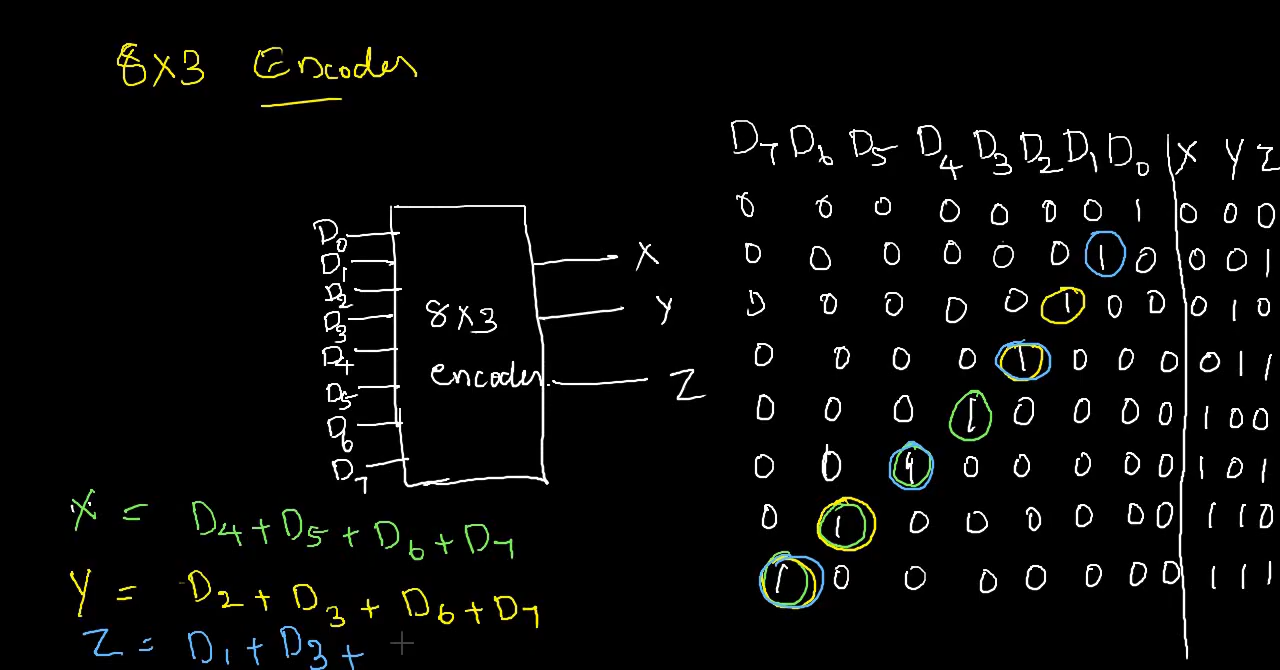 8X3 Encoder
D7 D6 D5 D4 D3 D2 D1 D0 X Y Z
0 0 0 0 0 0 0 1 0 0 0
0 0 0 0 0 0 1 0 0 0 1
0 0 0 0 0 1 0 0 0 1 0
0 0 0 0 1 0 0 0 0 1 1
0 0 0 1 0 0 0 0 1 0 0
0 0 1 0 0 0 0 0 1 0 1
0 1 0 0 0 0 0 0 1 1 0
1 0 0 0 0 0 0 0 1 1 1
D0
D1
D2
D3
D4
D5
D6
D7
8X3
encoder
X
Y
Z
X = D4 + D5 + D6 + D7
Y = D2 + D3 + D6 + D7
Z = D1 + D3 +